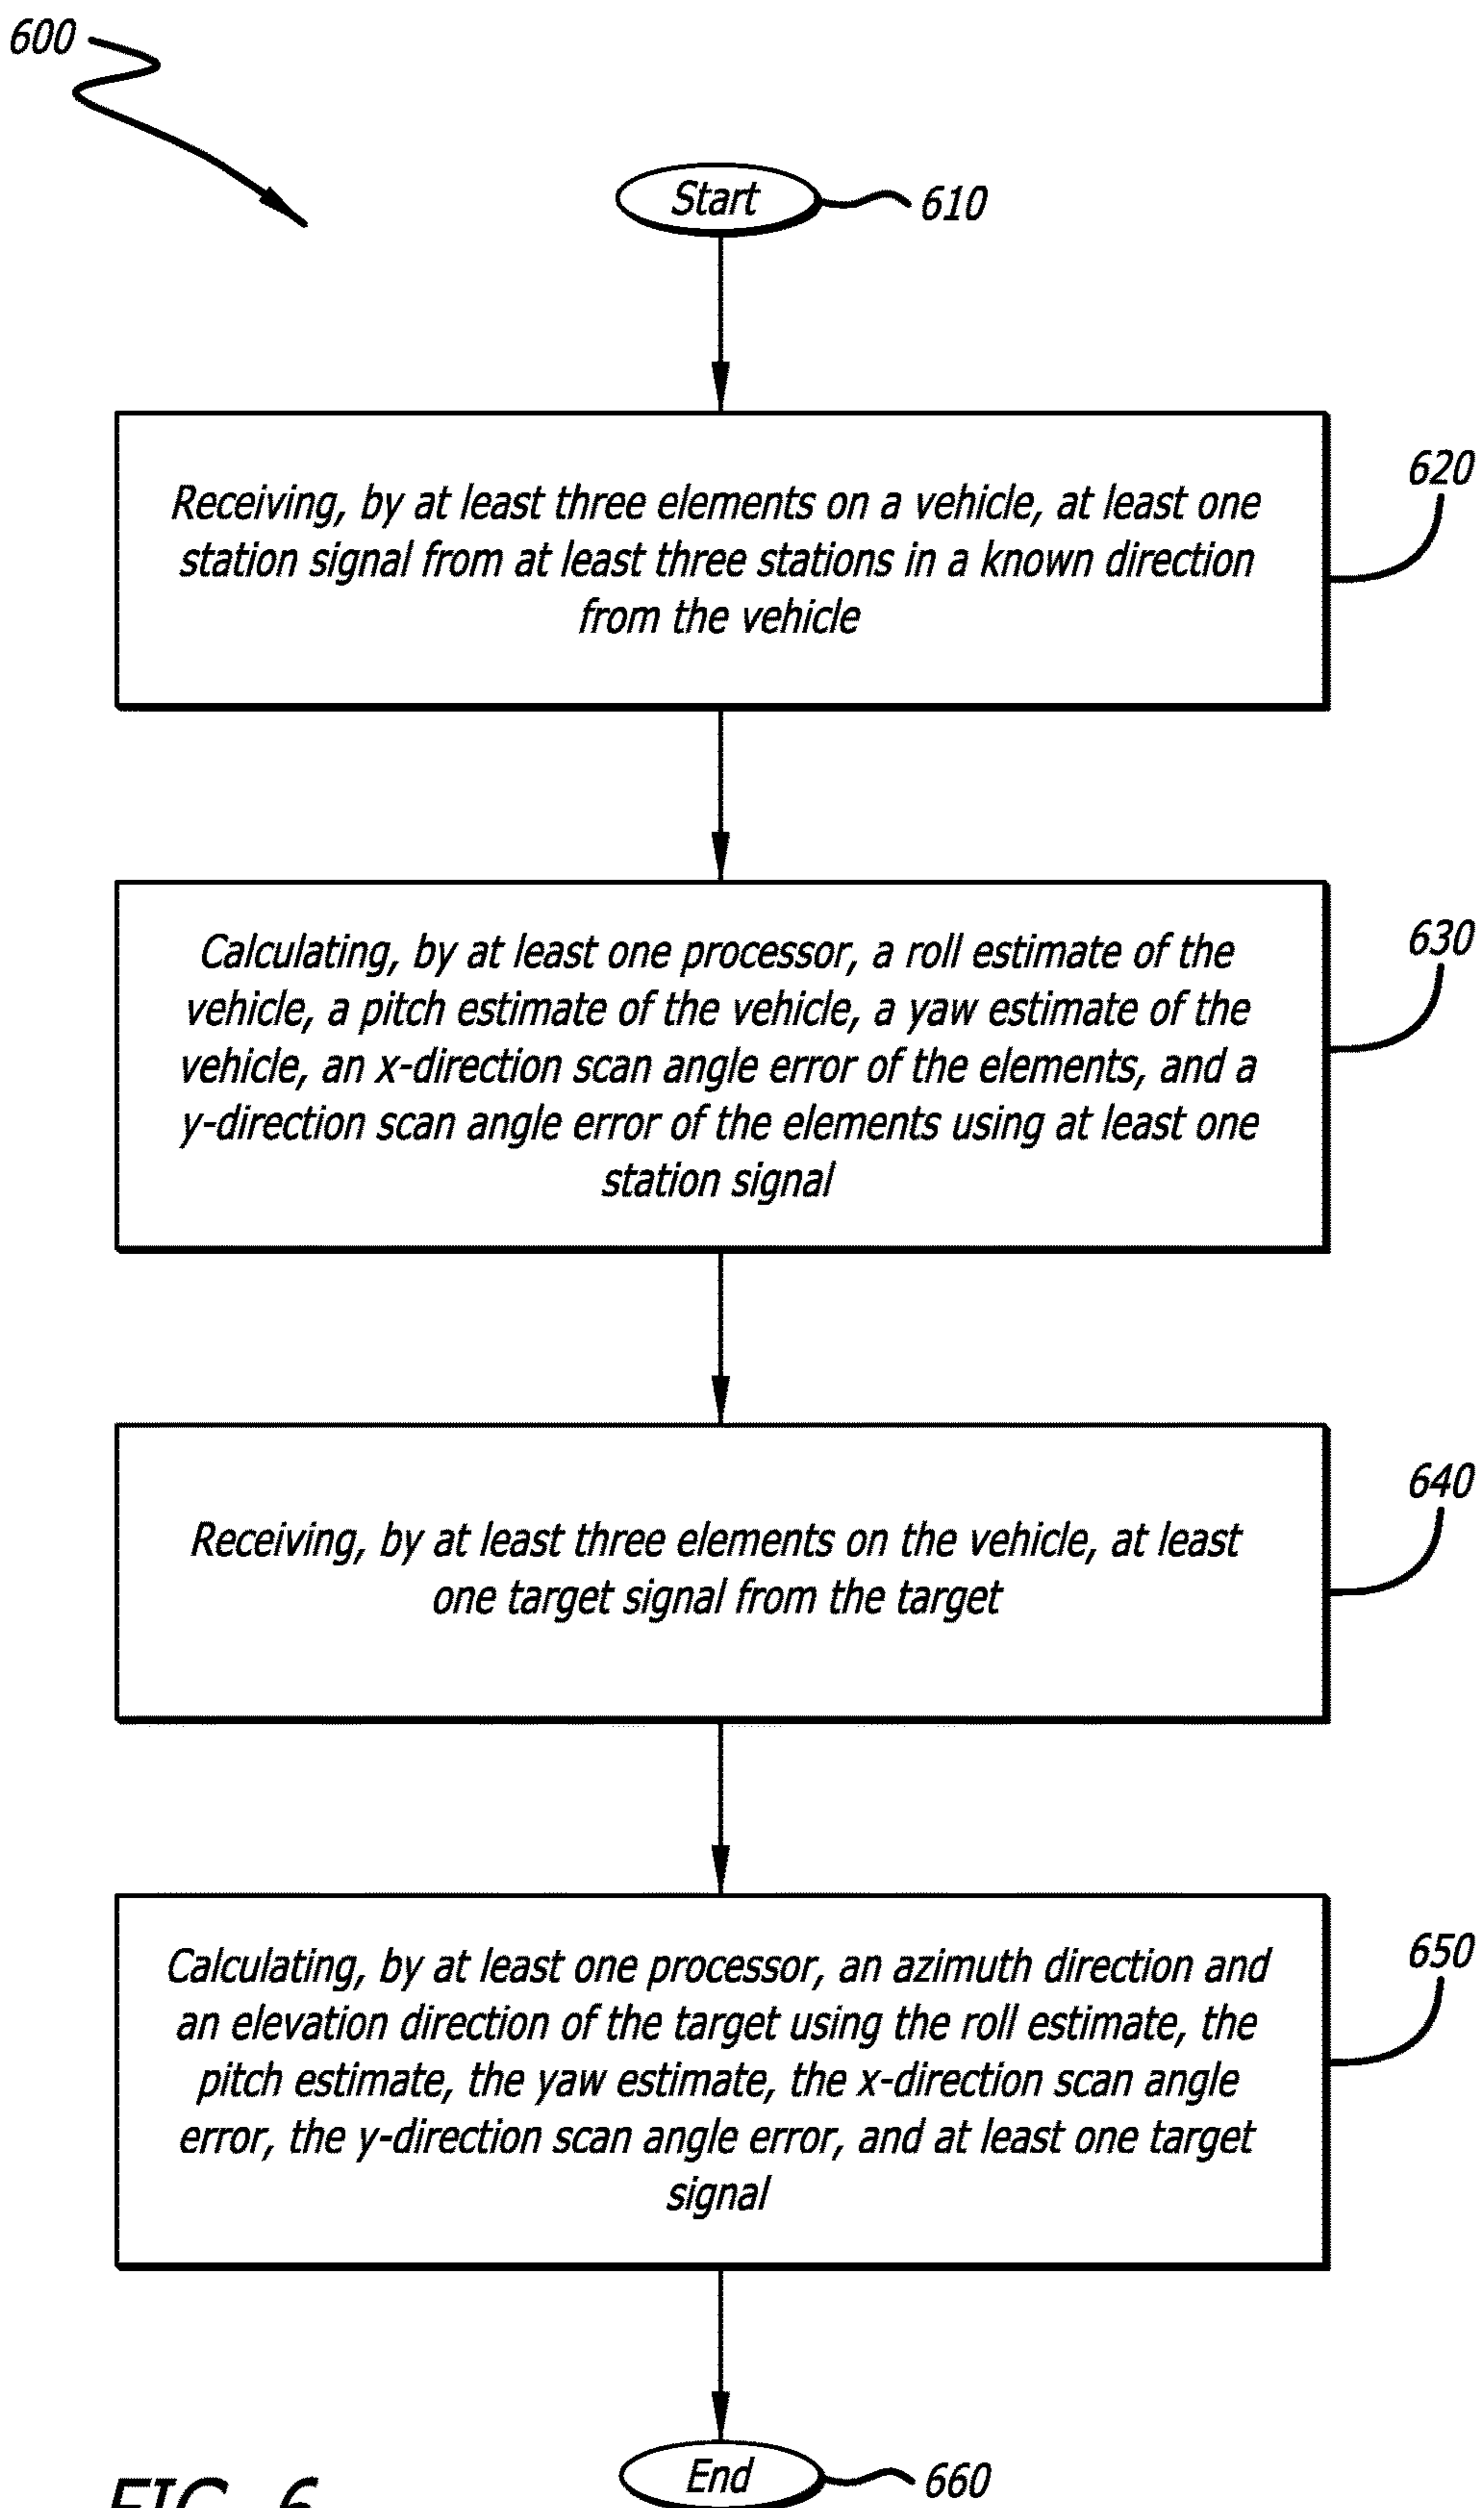 600
Start
610
Receiving, by at least three elements on a vehicle, at least one
station signal from at least three stations in a known direction
from the vehicle
620
Calculating, by at least one processor, a roll estimate of the
vehicle, a pitch estimate of the vehicle, a yaw estimate of the
vehicle, an x-direction scan angle error of the elements, and a
y-direction scan angle error of the elements using at least one
station signal
630
Receiving, by at least three elements on the vehicle, at least
one target signal from the target
640
Calculating, by at least one processor, an azimuth direction and
an elevation direction of the target using the roll estimate, the
pitch estimate, the yaw estimate, the x-direction scan angle
error, the y-direction scan angle error, and at least one target
signal
650
End
660
FIG. 6